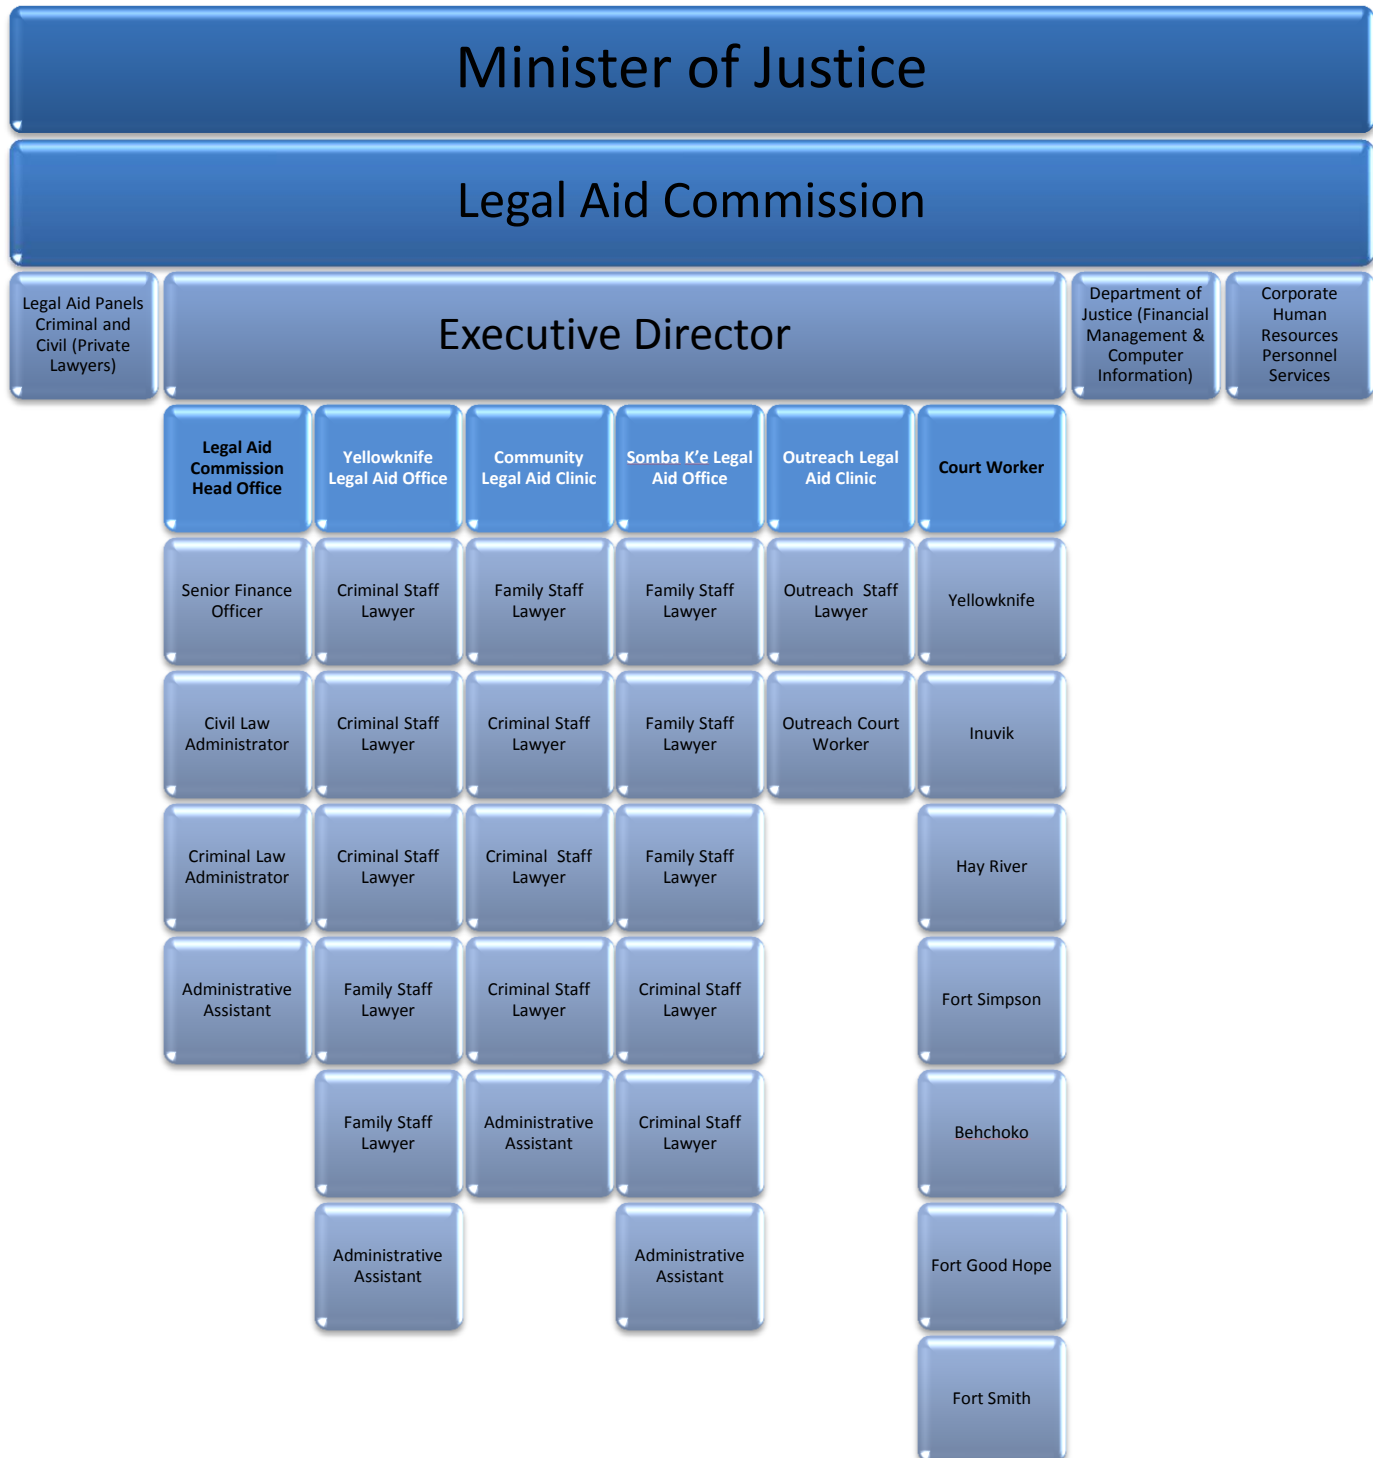 Minister of Justice
Legal Aid Commission
Legal Aid Panels
Criminal and
Civil (Private
Lawyers)
Executive Director
Department of
Justice (Financial
Management &
Computer
Information)
Corporate
Human
Resources
Personnel
Services
Legal Aid
Commission
Head Office
Yellowknife
Legal Aid Office
Community
Legal Aid Clinic
Somba K’e Legal
Aid Office
Outreach Legal
Aid Clinic
Court Worker
Senior Finance
Officer
Criminal Staff
Lawyer
Family Staff
Lawyer
Family Staff
Lawyer
Outreach  Staff
Lawyer
Yellowknife
Civil Law
Administrator
Criminal Staff
Lawyer
Criminal Staff
Lawyer
Family Staff
Lawyer
Outreach Court
Worker
Inuvik
Criminal Law
Administrator
Criminal Staff
Lawyer
Criminal  Staff
Lawyer
Family Staff
Lawyer
Hay River
Administrative
Assistant
Family Staff
Lawyer
Criminal Staff
Lawyer
Criminal Staff
Lawyer
Fort Simpson
Family Staff
Lawyer
Administrative
Assistant
Criminal Staff
Lawyer
Behchoko
Administrative
Assistant
Administrative
Assistant
Fort Good Hope
Fort Smith